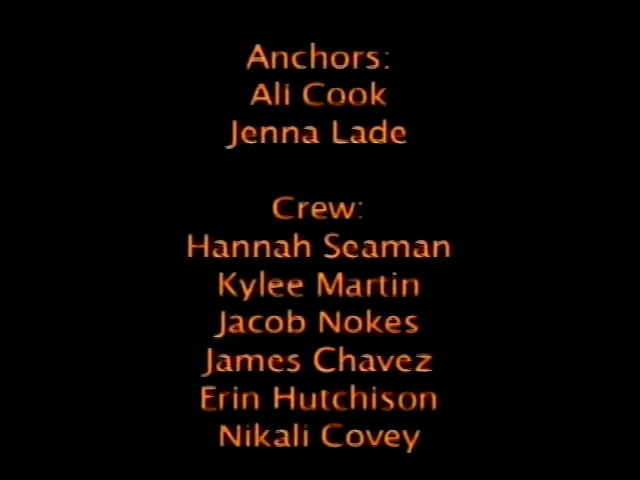 Anchors:
Ali Cook
Jenna Lade
Crew:
Hannah Seaman
Kylee Martin
Jacob Nokes
James Chavez
Erin Hutchison
Nikali Covey